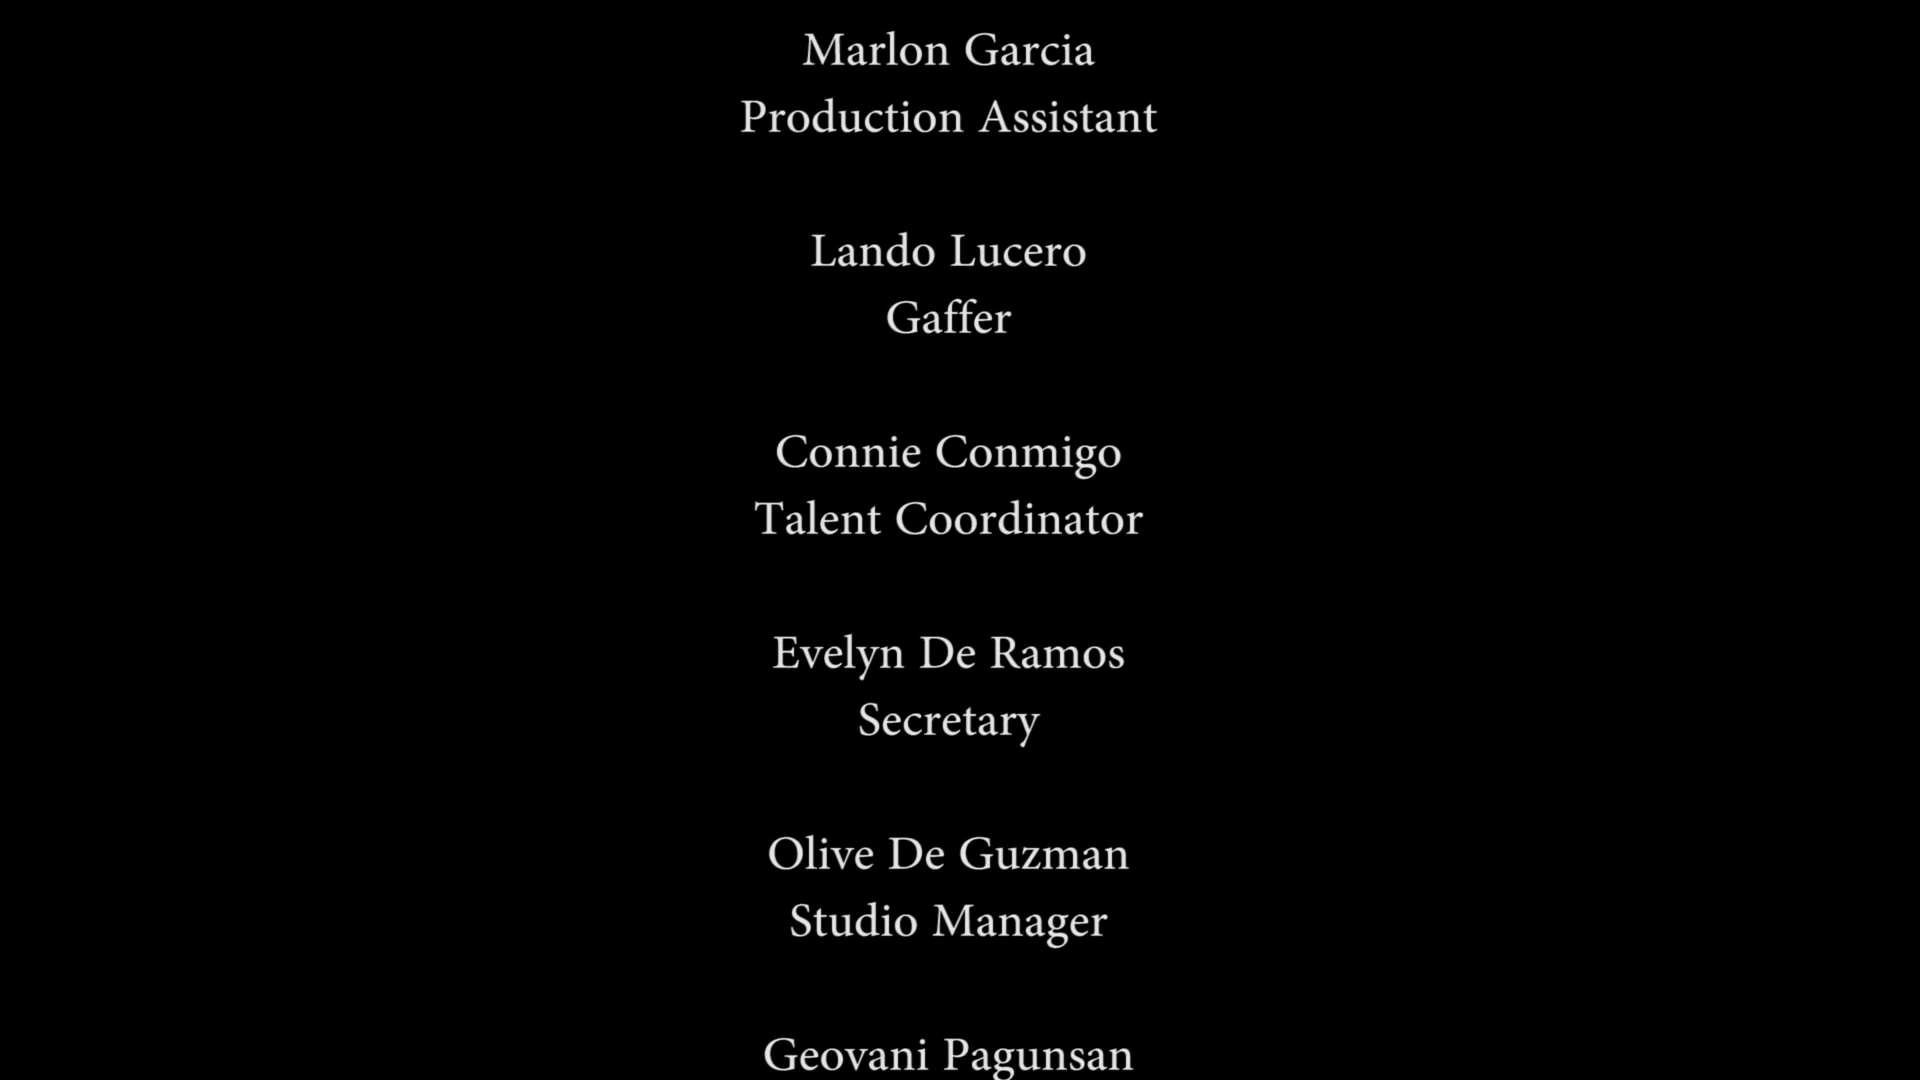 Marlon Garcia
Production Assistant
Lando Lucero
Gaffer
Connie Conmigo
Talent Coordinator
Evelyn De Ramos
Secretary
Olive De Guzman
Studio Manager
Geovani Pagunsan